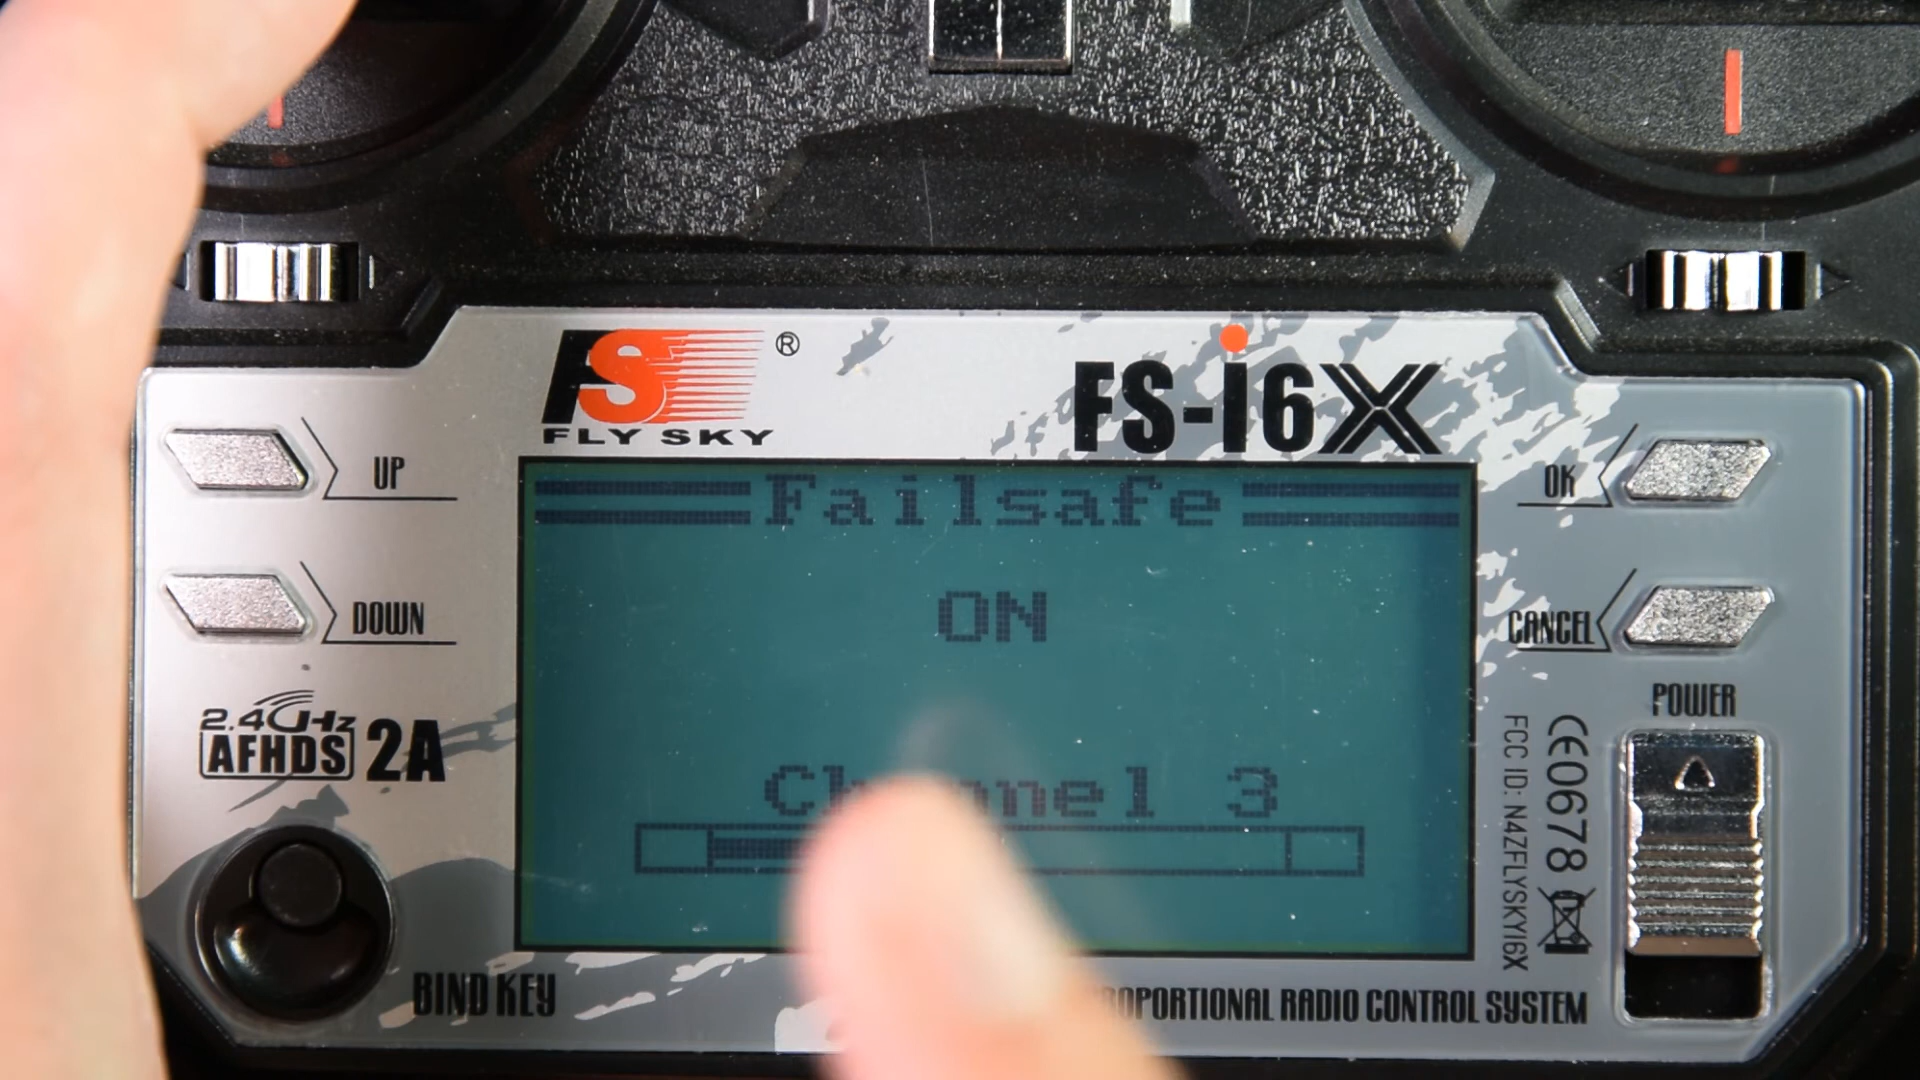 FS ®
FLY SKY
FS-i6X
UP
DOWN
OK
CANCEL
POWER
Failsafe
ON
Channel 3
2.4GHz
AFHDS 2A
BIND KEY
CE0678
FCC ID: N4ZFLYSKYI6X
RADIO CONTROL SYSTEM